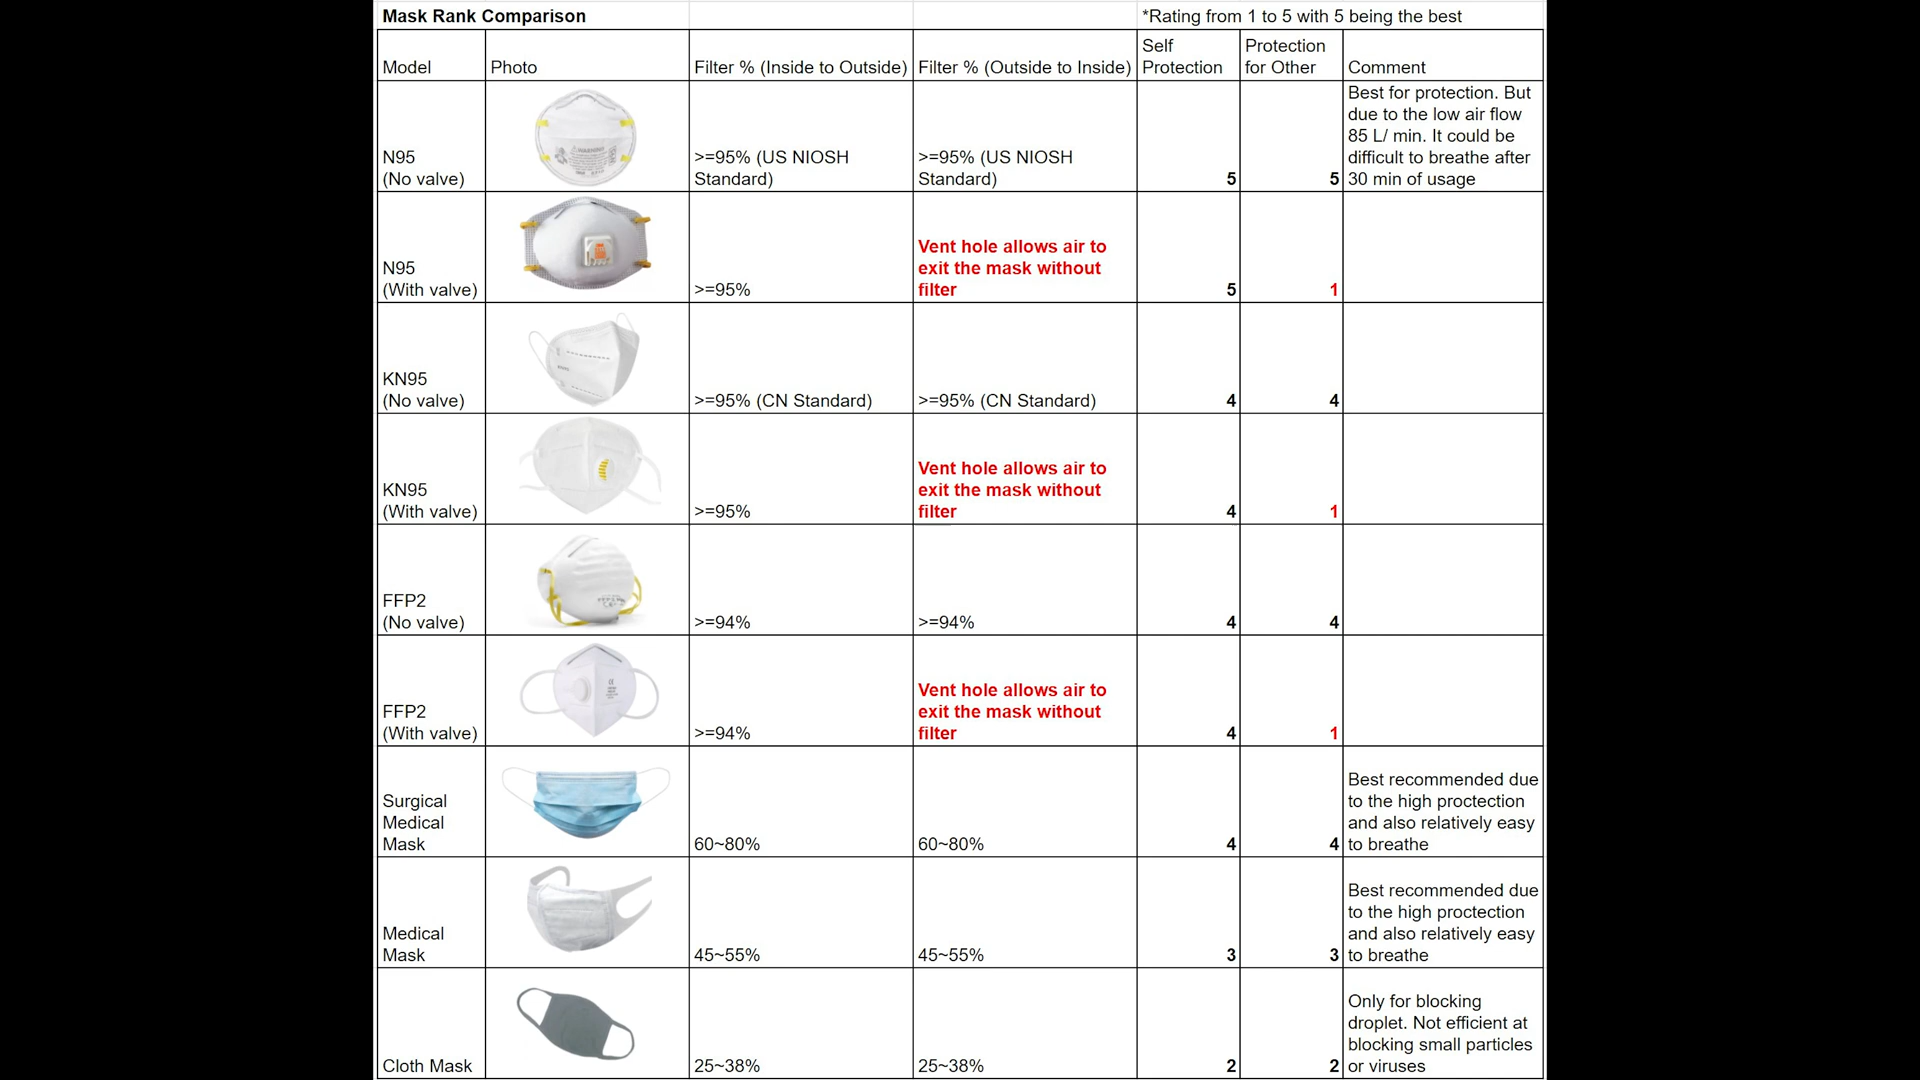 Mask Rank Comparison
*Rating from 1 to 5 with 5 being the best
Model
Photo
Filter % (Inside to Outside)
Filter % (Outside to Inside)
Self
Protection
Protection
for Other
Comment
N95
(No valve)
WARNING
>=95% (US NIOSH
Standard)
>=95% (US NIOSH
Standard)
5
5
Best for protection. But
due to the low air flow
85 L/ min. It could be
difficult to breathe after
30 min of usage
N95
(With valve)
>=95%
Vent hole allows air to
exit the mask without
filter
5
1
KN95
(No valve)
>=95% (CN Standard)
>=95% (CN Standard)
4
4
KN95
(With valve)
>=95%
Vent hole allows air to
exit the mask without
filter
4
1
FFP2
(No valve)
>=94%
>=94%
4
4
FFP2
(With valve)
>=94%
Vent hole allows air to
exit the mask without
filter
4
1
Surgical
Medical
Mask
60~80%
60~80%
4
4
Best recommended due
to the high proctection
and also relatively easy
to breathe
Medical
Mask
45~55%
45~55%
3
3
Best recommended due
to the high proctection
and also relatively easy
to breathe
Cloth Mask
25~38%
25~38%
2
2
Only for blocking
droplet. Not efficient at
blocking small particles
or viruses